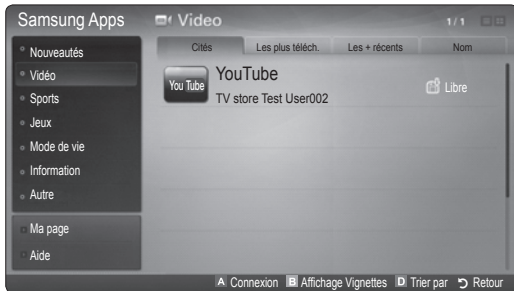 Samsung Apps
Video
1/1
Nouveautés
Vidéo
Sports
Jeux
Mode de vie
Information
Autre
Ma page
Aide
Cités
Les plus téléch.
Les + récents
Nom
You Tube
YouTube
TV store Test User002
Libre
A Connexion B Affichage Vignettes D Trier par Retour